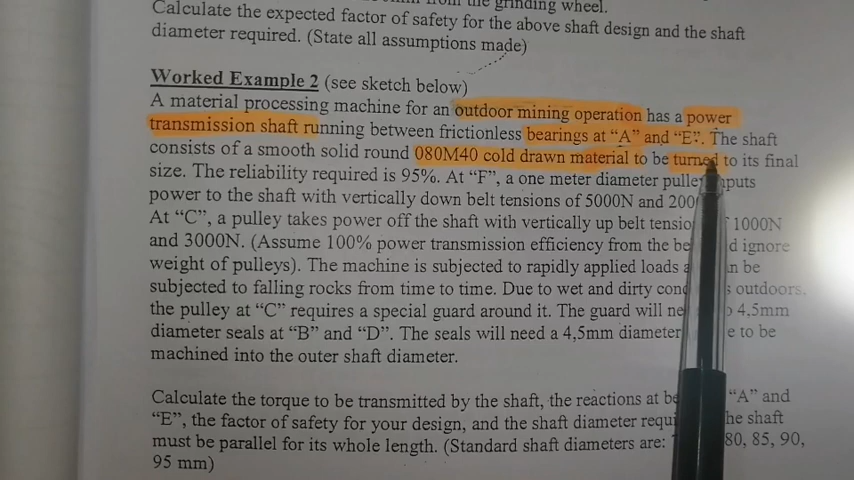 the grinding wheel.
Calculate the expected factor of safety for the above shaft design and the shaft
diameter required. (State all assumptions made)
Worked Example 2 (see sketch below)
A material processing machine for an outdoor mining operation has a power
transmission shaft running between frictionless bearings at “A” and “E”. The shaft
consists of a smooth solid round 080M40 cold drawn material to be turned to its final
size. The reliability required is 95%. At “F”, a one meter diameter
power to the shaft with vertically down belt tensions of 5000N and
At “C”, a pulley takes power off the shaft with vertically up belt 1000N
and 3000N. (Assume 100% power transmission efficiency from the ignore
weight of pulleys). The machine is subjected to rapidly applied loads be
subjected to falling rocks from time to time. Due to wet and dirty outdoors,
the pulley at “C” requires a special guard around it. The guard will 4,5mm
diameter seals at “B” and “D”. The seals will need a 4,5mm diameter to be
machined into the outer shaft diameter.
Calculate the torque to be transmitted by the shaft, the reactions at “A” and
“E”, the factor of safety for your design, and the shaft diameter shaft
must be parallel for its whole length. (Standard shaft diameters are: 80, 85, 90,
95 mm)